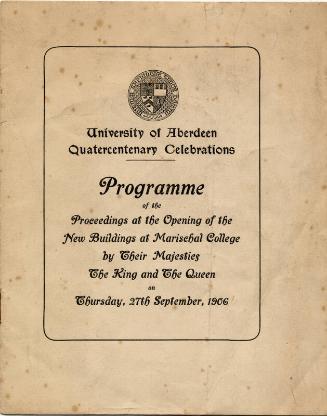 University of Aberdeen
Quatercentenary Celebrations
Programme
of the
Proceedings at the Opening of the
New Buildings at Marischal College
by Their Majesties
The King and The Queen
on
Thursday, 27th September, 1906